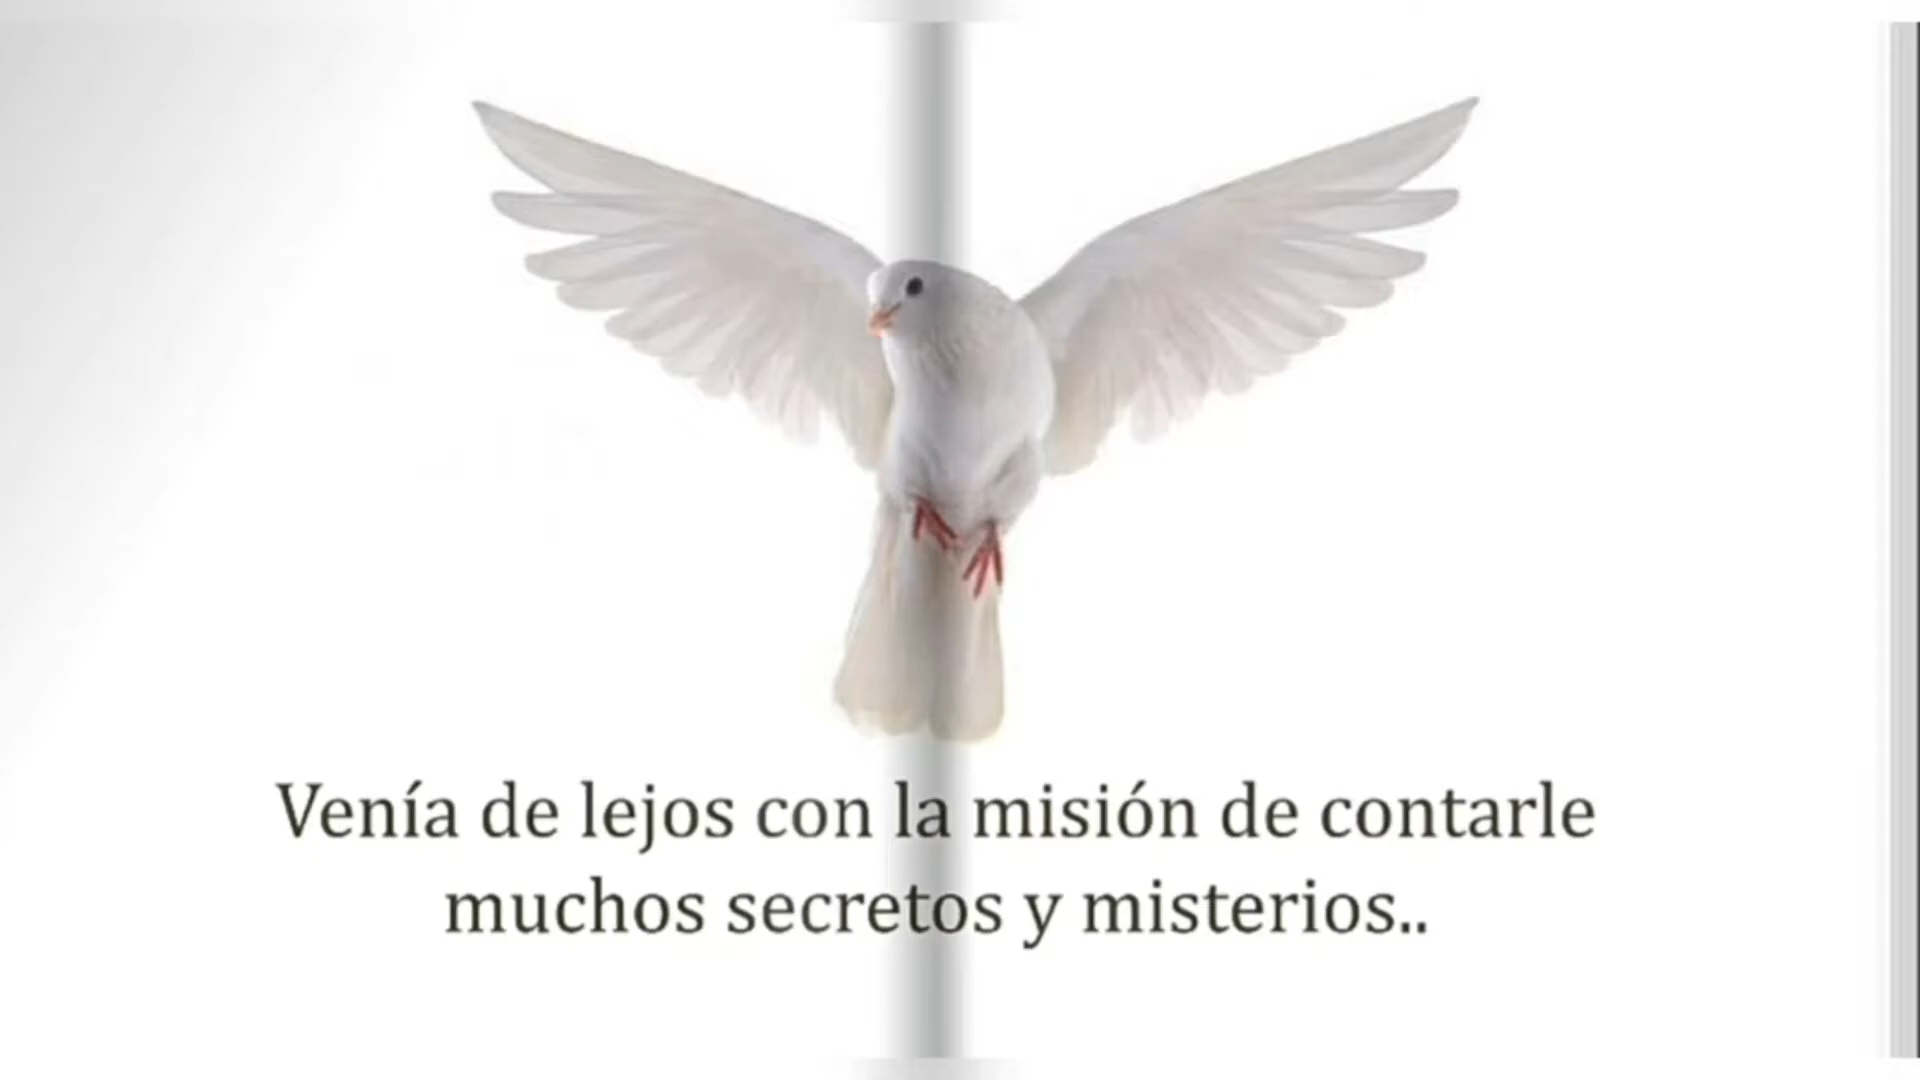 Venía de lejos con la misión de contarle
muchos secretos y misterios..